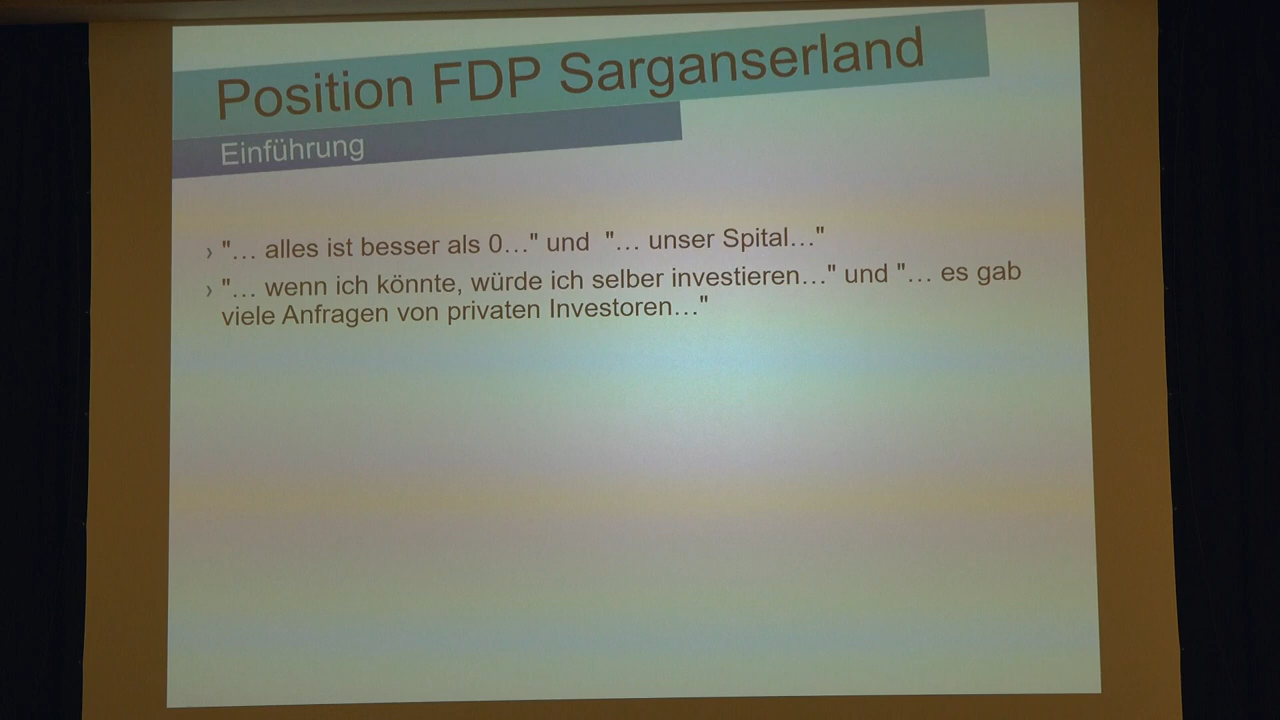 Position FDP Sarganserland
Einführung
› "… alles ist besser als 0…" und "… unser Spital…"
› "… wenn ich könnte, würde ich selber investieren…" und "… es gab
viele Anfragen von privaten Investoren…"